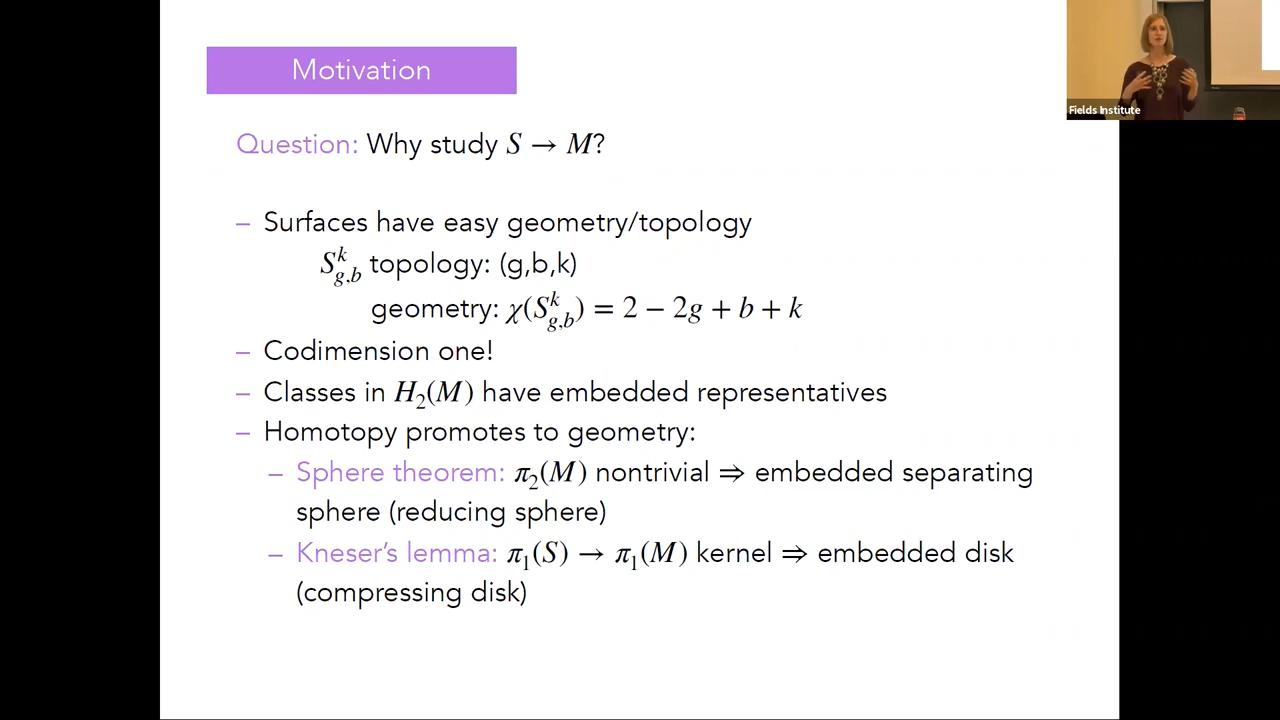 Motivation
Fields Institute
Question: Why study S → M?
– Surfaces have easy geometry/topology
S^k_{g,b} topology: (g,b,k)
geometry: χ(S^k_{g,b}) = 2 − 2g + b + k
– Codimension one!
– Classes in H₂(M) have embedded representatives
– Homotopy promotes to geometry:
– Sphere theorem: π₂(M) nontrivial ⇒ embedded separating
sphere (reducing sphere)
– Kneser's lemma: π₁(S) → π₁(M) kernel ⇒ embedded disk
(compressing disk)